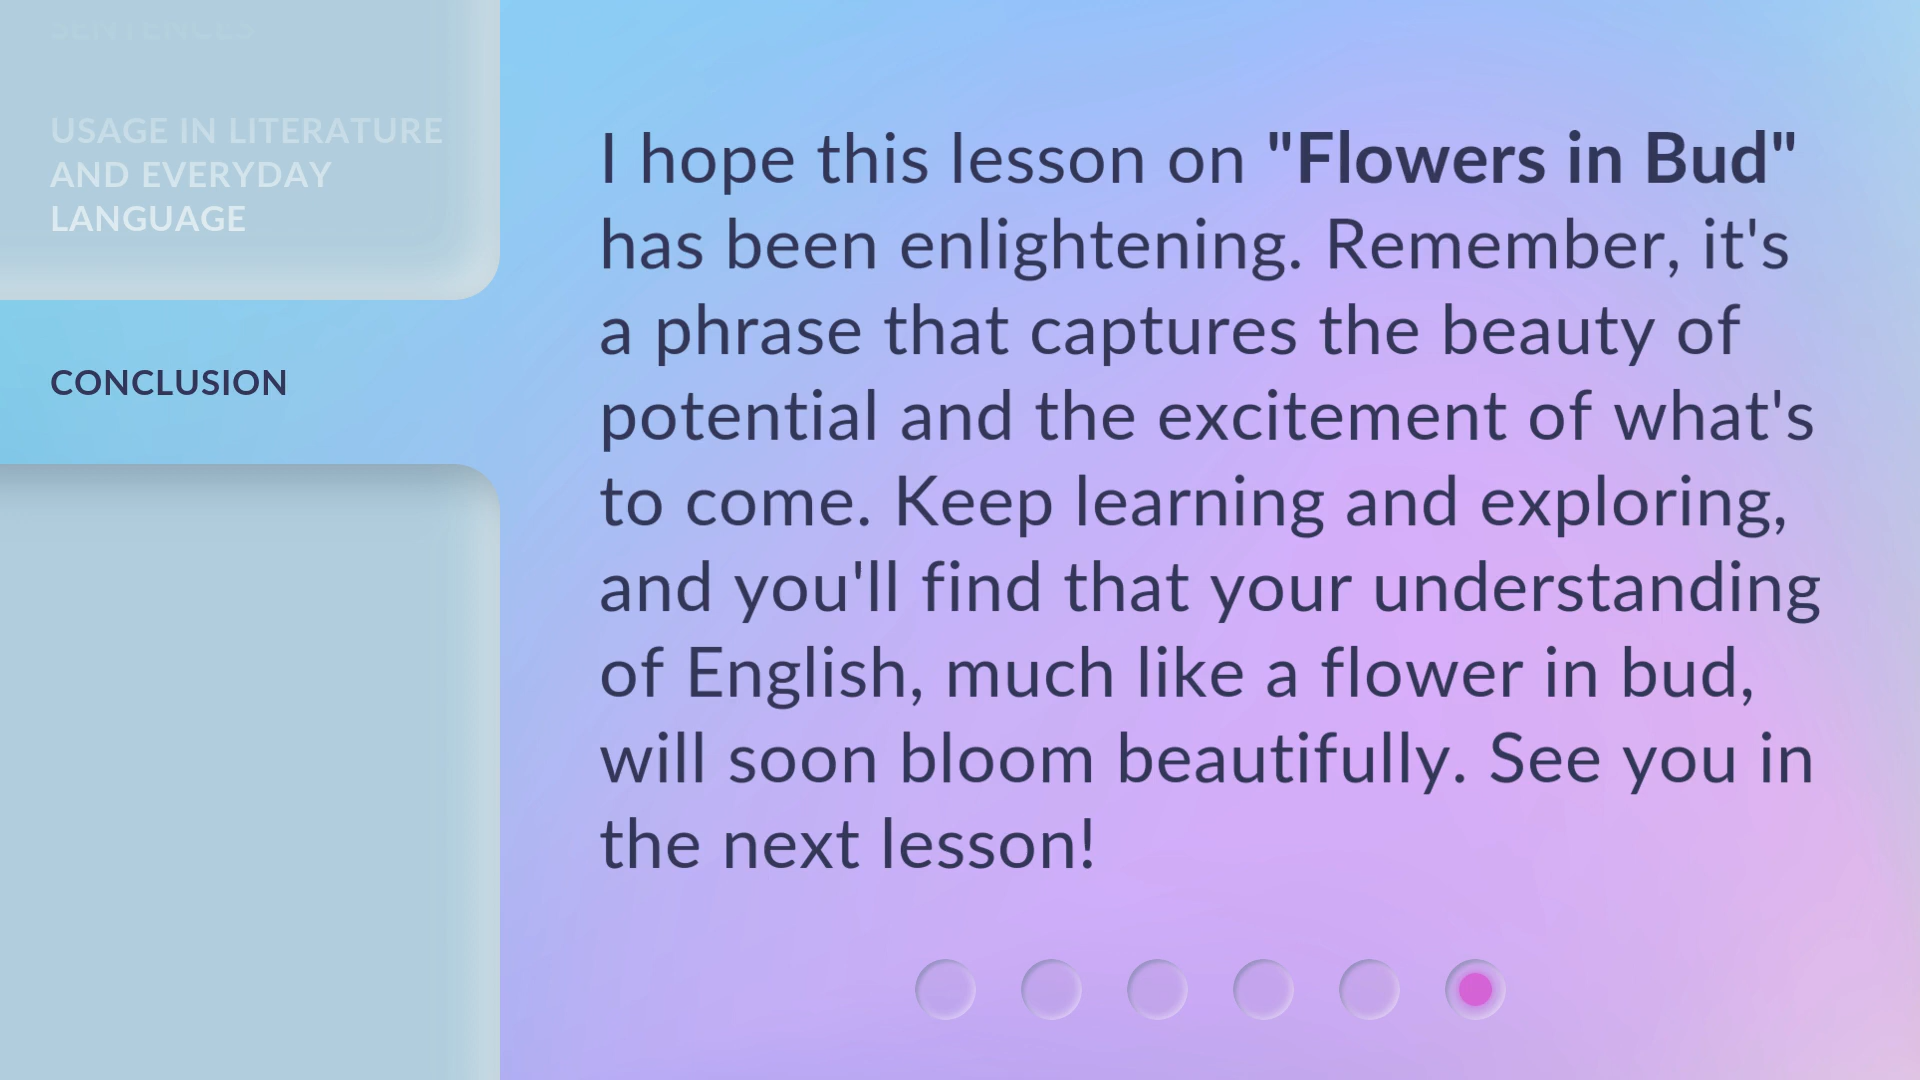 SENTENCES
USAGE IN LITERATURE
AND EVERYDAY
LANGUAGE
CONCLUSION
I hope this lesson on "Flowers in Bud"
has been enlightening. Remember, it's
a phrase that captures the beauty of
potential and the excitement of what's
to come. Keep learning and exploring,
and you'll find that your understanding
of English, much like a flower in bud,
will soon bloom beautifully. See you in
the next lesson!